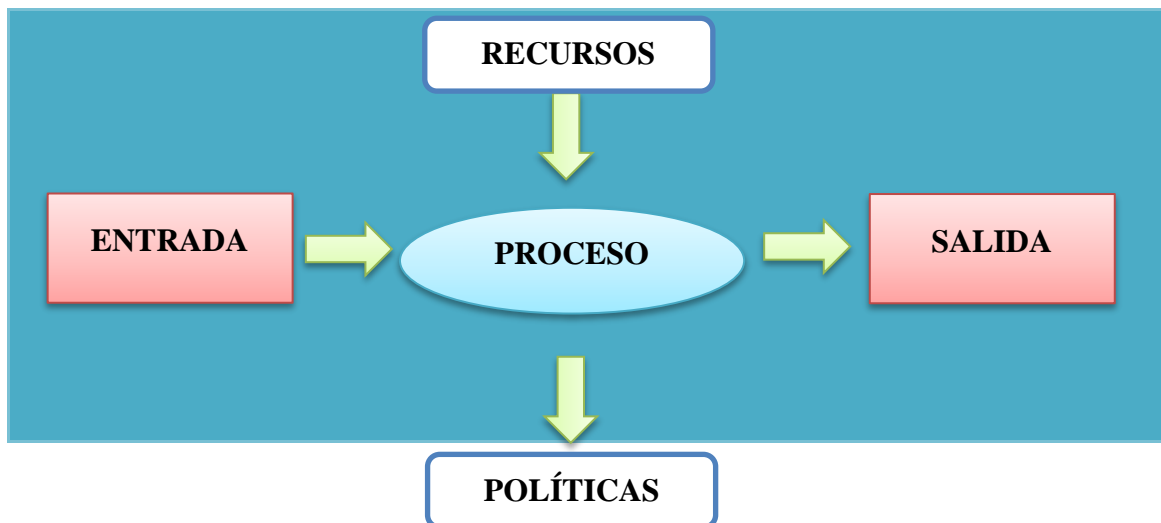 RECURSOS
ENTRADA
PROCESO
SALIDA
POLÍTICAS